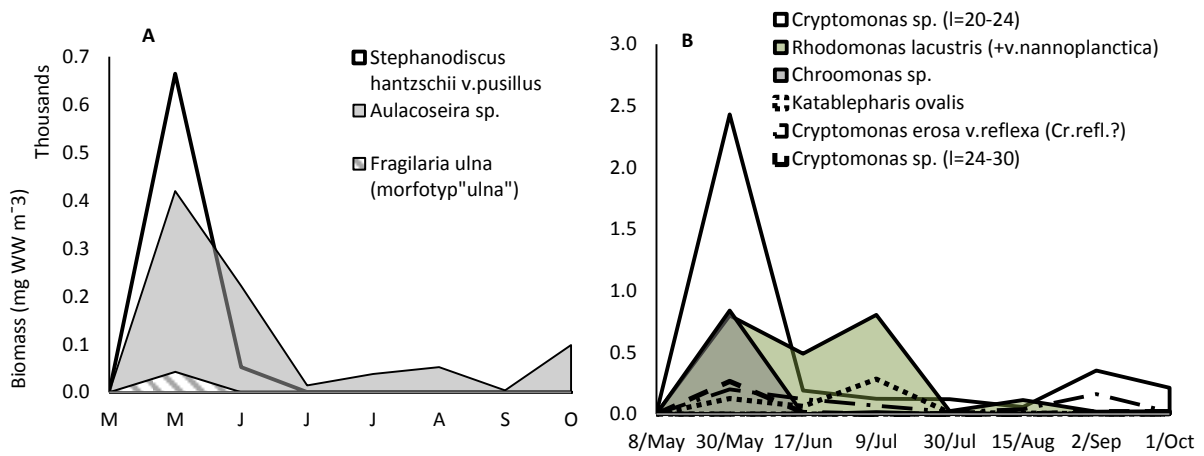 A
Stephanodiscus
hantzschii v.pusillus
Aulacoseira sp.
Fragilaria ulna
(morfotyp"ulna")
Thousands
Biomass (mg WW m⁻3)
0.7
0.6
0.5
0.4
0.3
0.2
0.1
0.0
M M J J J A S O
B
Cryptomonas sp. (l=20-24)
Rhodomonas lacustris (+v.nannoplanctica)
Chroomonas sp.
Katablepharis ovalis
Cryptomonas erosa v.reflexa (Cr.refl.?)
Cryptomonas sp. (l=24-30)
3.0
2.5
2.0
1.5
1.0
0.5
0.0
8/May 30/May 17/Jun 9/Jul 30/Jul 15/Aug 2/Sep 1/Oct